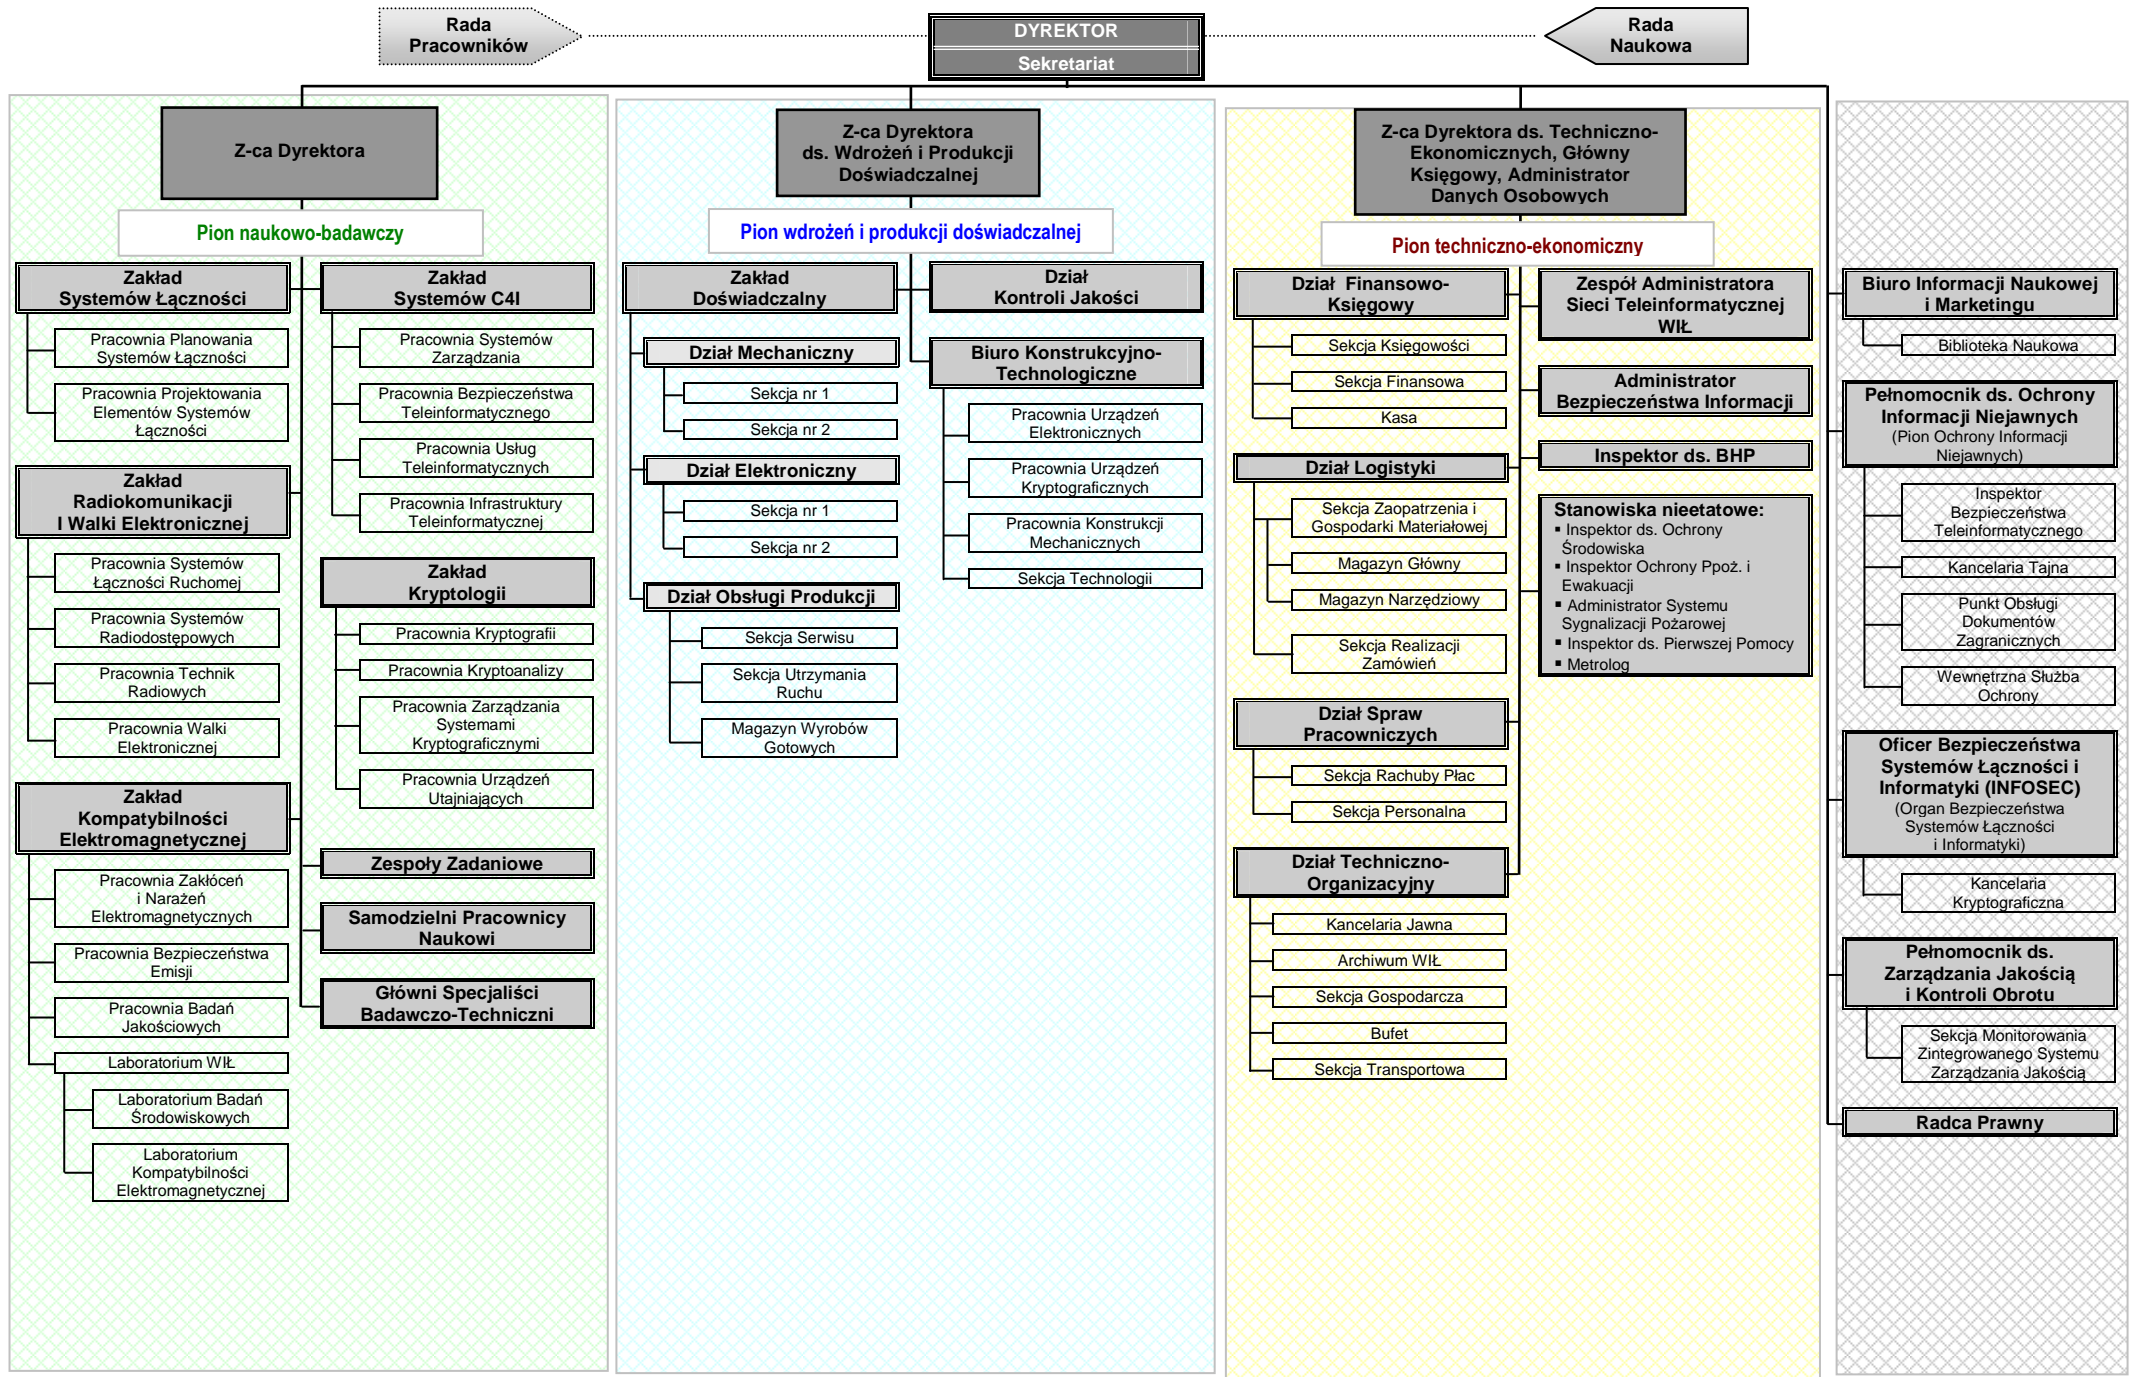 Rada
Pracowników
DYREKTOR
Sekretariat
Rada
Naukowa
Z-ca Dyrektora
Pion naukowo-badawczy
Zakład
Systemów Łączności
Pracownia Planowania
Systemów Łączności
Pracownia Projektowania
Elementów Systemów
Łączności
Zakład
Radiokomunikacji
I Walki Elektronicznej
Pracownia Systemów
Łączności Ruchomej
Pracownia Systemów
Radiodostępowych
Pracownia Technik
Radiowych
Pracownia Walki
Elektronicznej
Zakład
Kompatybilności
Elektromagnetycznej
Pracownia Zakłóceń
i Narażeń
Elektromagnetycznych
Pracownia Bezpieczeństwa
Emisji
Pracownia Badań
Jakościowych
Laboratorium WIŁ
Laboratorium Badań
Środowiskowych
Laboratorium
Kompatybilności
Elektromagnetycznej
Zakład
Systemów C4I
Pracownia Systemów
Zarządzania
Pracownia Bezpieczeństwa
Teleinformatycznego
Pracownia Usług
Teleinformatycznych
Pracownia Infrastruktury
Teleinformatycznej
Zakład
Kryptologii
Pracownia Kryptografii
Pracownia Kryptoanalizy
Pracownia Zarządzania
Systemami
Kryptograficznymi
Pracownia Urządzeń
Utajniających
Zespoły Zadaniowe
Samodzielni Pracownicy
Naukowi
Główni Specjaliści
Badawczo-Techniczni
Z-ca Dyrektora
ds. Wdrożeń i Produkcji
Doświadczalnej
Pion wdrożeń i produkcji doświadczalnej
Zakład
Doświadczalny
Dział Mechaniczny
Sekcja nr 1
Sekcja nr 2
Dział Elektroniczny
Sekcja nr 1
Sekcja nr 2
Dział Obsługi Produkcji
Sekcja Serwisu
Sekcja Utrzymania
Ruchu
Magazyn Wyrobów
Gotowych
Dział
Kontroli Jakości
Biuro Konstrukcyjno-
Technologiczne
Pracownia Urządzeń
Elektronicznych
Pracownia Urządzeń
Kryptograficznych
Pracownia Konstrukcji
Mechanicznych
Sekcja Technologii
Z-ca Dyrektora ds. Techniczno-
Ekonomicznych, Główny
Księgowy, Administrator
Danych Osobowych
Pion techniczno-ekonomiczny
Dział Finansowo-
Księgowy
Sekcja Księgowości
Sekcja Finansowa
Kasa
Dział Logistyki
Sekcja Zaopatrzenia i
Gospodarki Materiałowej
Magazyn Główny
Magazyn Narzędziowy
Sekcja Realizacji
Zamówień
Dział Spraw
Pracowniczych
Sekcja Rachuby Płac
Sekcja Personalna
Dział Techniczno-
Organizacyjny
Kancelaria Jawna
Archiwum WIŁ
Sekcja Gospodarcza
Bufet
Sekcja Transportowa
Zespół Administratora
Sieci Teleinformatycznej
WIŁ
Administrator
Bezpieczeństwa Informacji
Inspektor ds. BHP
Stanowiska nieetatowe:
▪ Inspektor ds. Ochrony
Środowiska
▪ Inspektor Ochrony Ppoż. i
Ewakuacji
▪ Administrator Systemu
Sygnalizacji Pożarowej
▪ Inspektor ds. Pierwszej Pomocy
▪ Metrolog
Biuro Informacji Naukowej
i Marketingu
Biblioteka Naukowa
Pełnomocnik ds. Ochrony
Informacji Niejawnych
(Pion Ochrony Informacji
Niejawnych)
Inspektor
Bezpieczeństwa
Teleinformatycznego
Kancelaria Tajna
Punkt Obsługi
Dokumentów
Zagranicznych
Wewnętrzna Służba
Ochrony
Oficer Bezpieczeństwa
Systemów Łączności i
Informatyki (INFOSEC)
(Organ Bezpieczeństwa
Systemów Łączności
i Informatyki)
Kancelaria
Kryptograficzna
Pełnomocnik ds.
Zarządzania Jakością
i Kontroli Obrotu
Sekcja Monitorowania
Zintegrowanego Systemu
Zarządzania Jakością
Radca Prawny